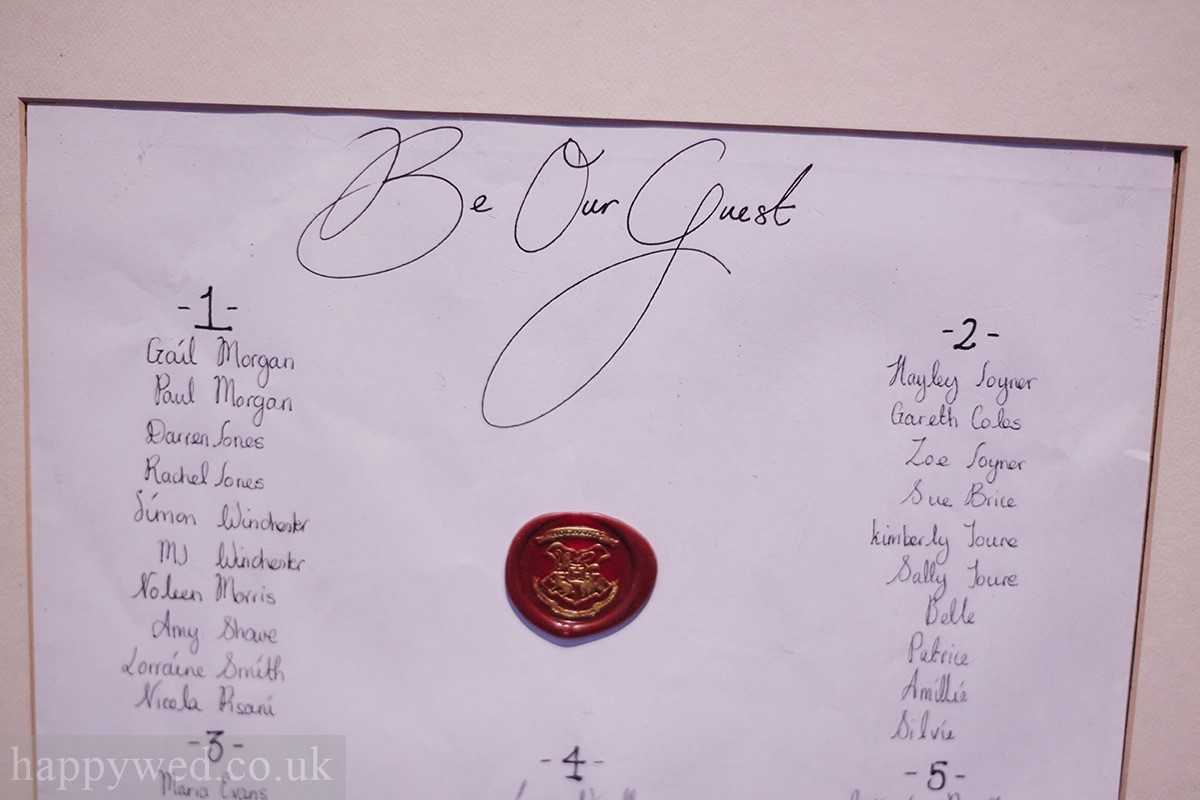 Be Our Guest
-1-
Gail Morgan
Paul Morgan
Darren Jones
Rachel Jones
Simon Winchester
MJ Winchester
Noleen Morris
Amy Shave
Lorraine Smith
Nicola Pisani
-2-
Hayley Joyner
Gareth Coles
Zoe Joyner
Sue Brice
Kimberly Toure
Sally Toure
Belle
Patrice
Amillie
Silvie
-3-
Maria Evans
-4-
-5-
happywed.co.uk